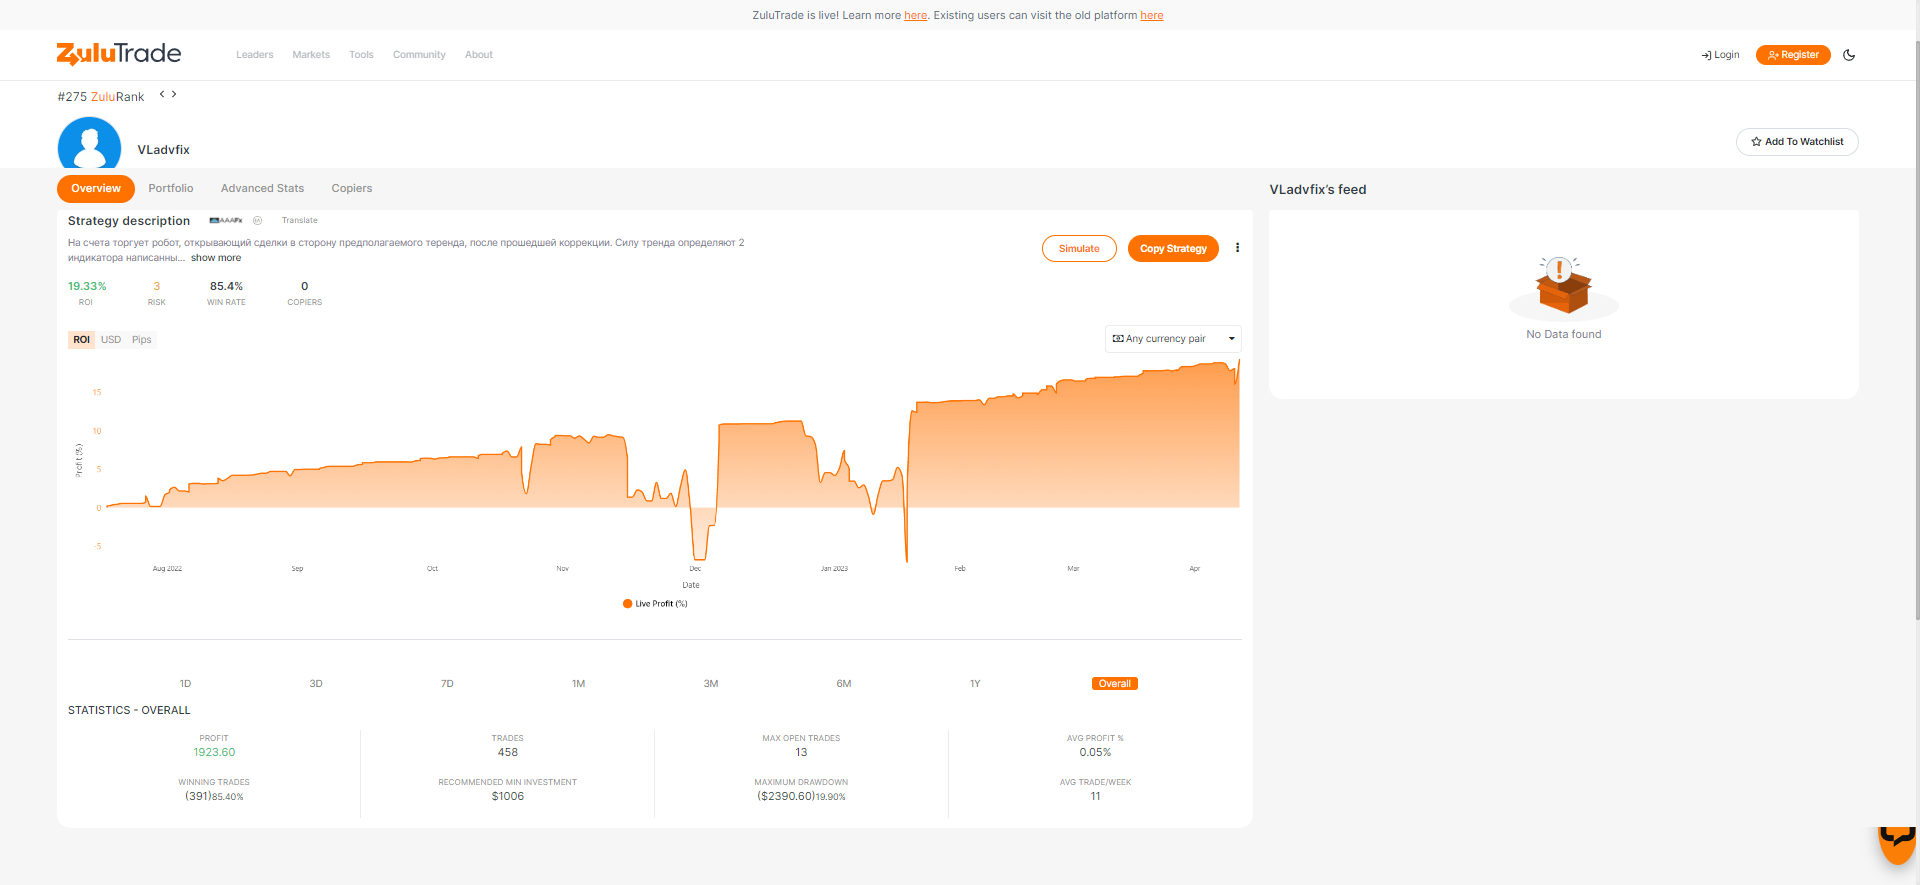 ZuluTrade is live! Learn more here. Existing users can visit the old platform here
ZuluTrade
Leaders Markets Tools Community About
Login
Register
#275 ZuluRank < >
VLadvfix
Add To Watchlist
Overview Portfolio Advanced Stats Copiers
VLadvfix's feed
Strategy description AAAFx Translate
На счета торгует робот, открывающий сделки в сторону предполагаемого теренда, после прошедшей коррекции. Силу тренда определяют 2
индикатора написанны... show more
Simulate
Copy Strategy
19.33% 3 85.4% 0
ROI RISK WIN RATE COPIERS
No Data found
ROI USD Pips
Any currency pair
15
10
5
0
-5
Profit (%)
Aug 2022 Sep Oct Nov Dec Jan 2023 Feb Mar Apr
Date
Live Profit (%)
1D 3D 7D 1M 3M 6M 1Y Overall
STATISTICS - OVERALL
PROFIT TRADES MAX OPEN TRADES AVG PROFIT %
1923.60 458 13 0.05%
WINNING TRADES RECOMMENDED MIN INVESTMENT MAXIMUM DRAWDOWN AVG TRADE/WEEK
(391)85.40% $1006 ($2390.60)19.90% 11